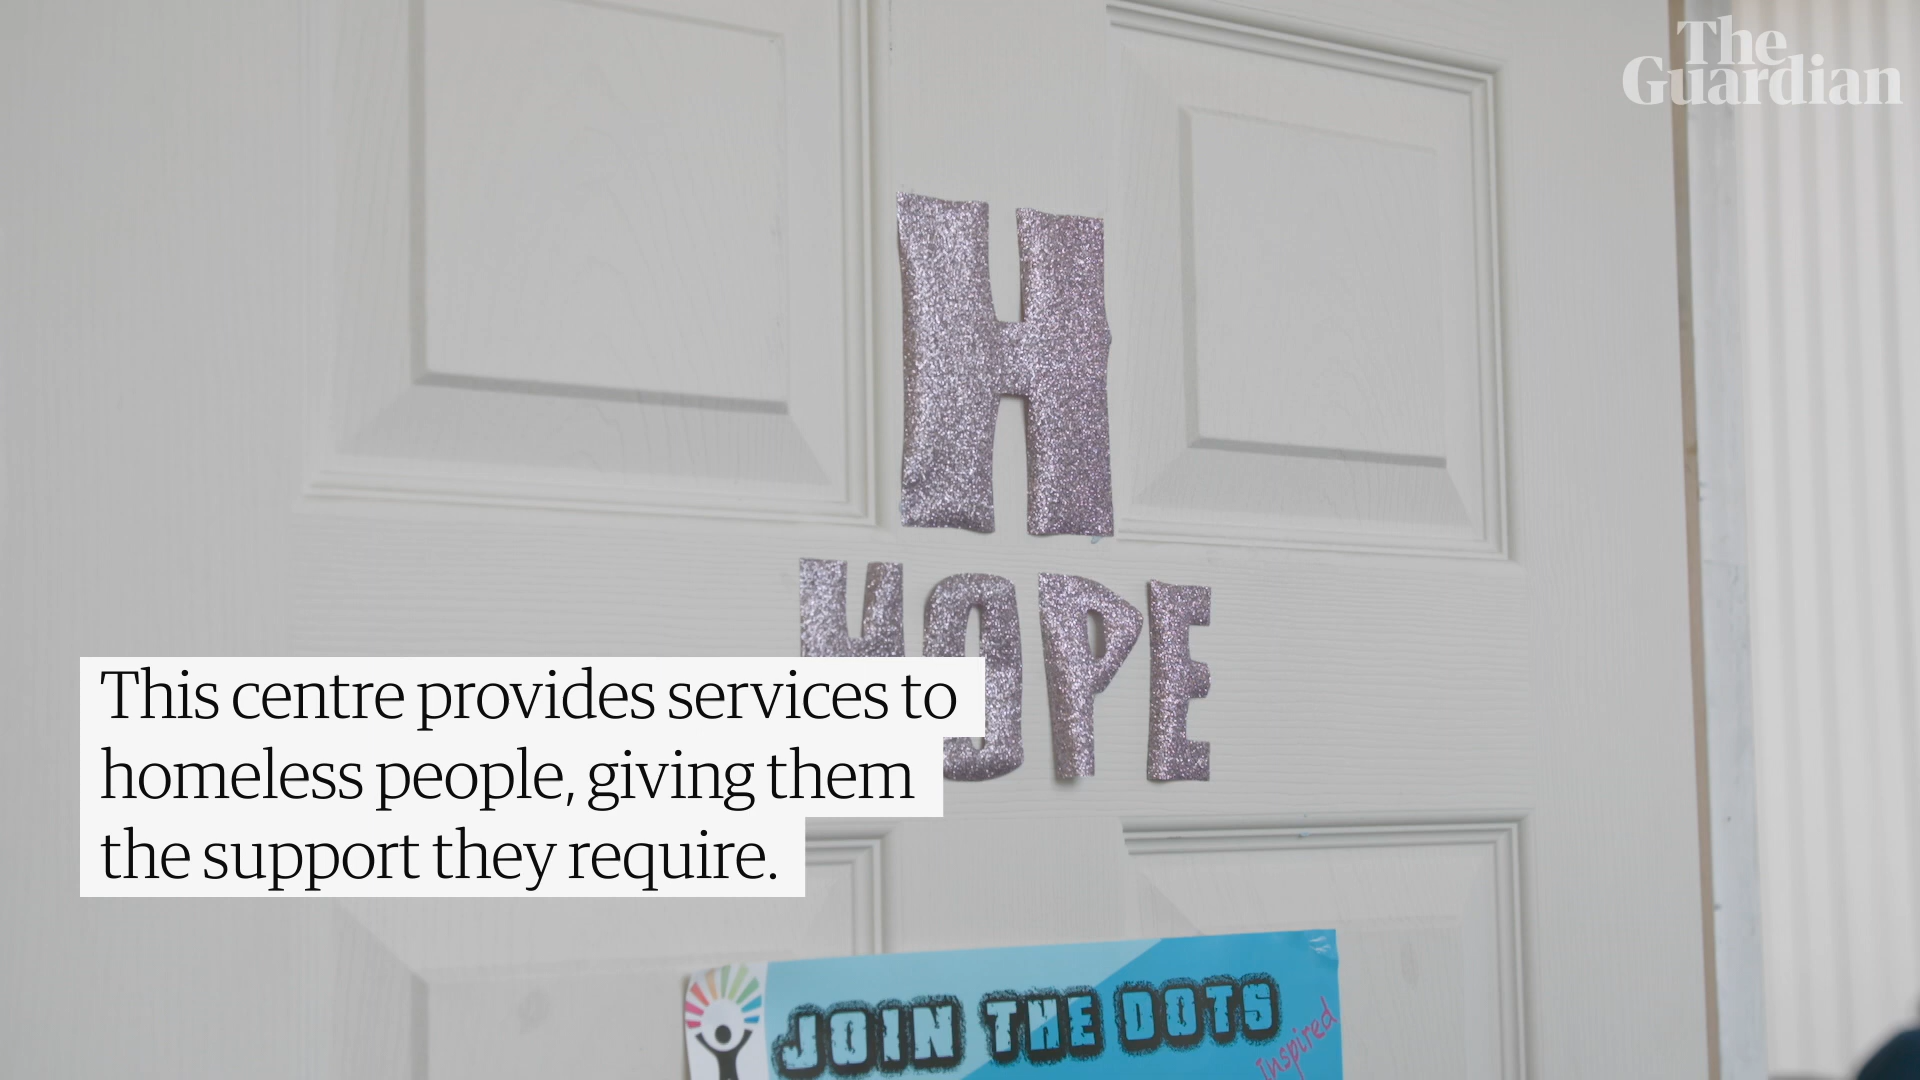 The
Guardian
H
HOPE
This centre provides services to
homeless people, giving them
the support they require.
JOIN THE DOTS
Inspired